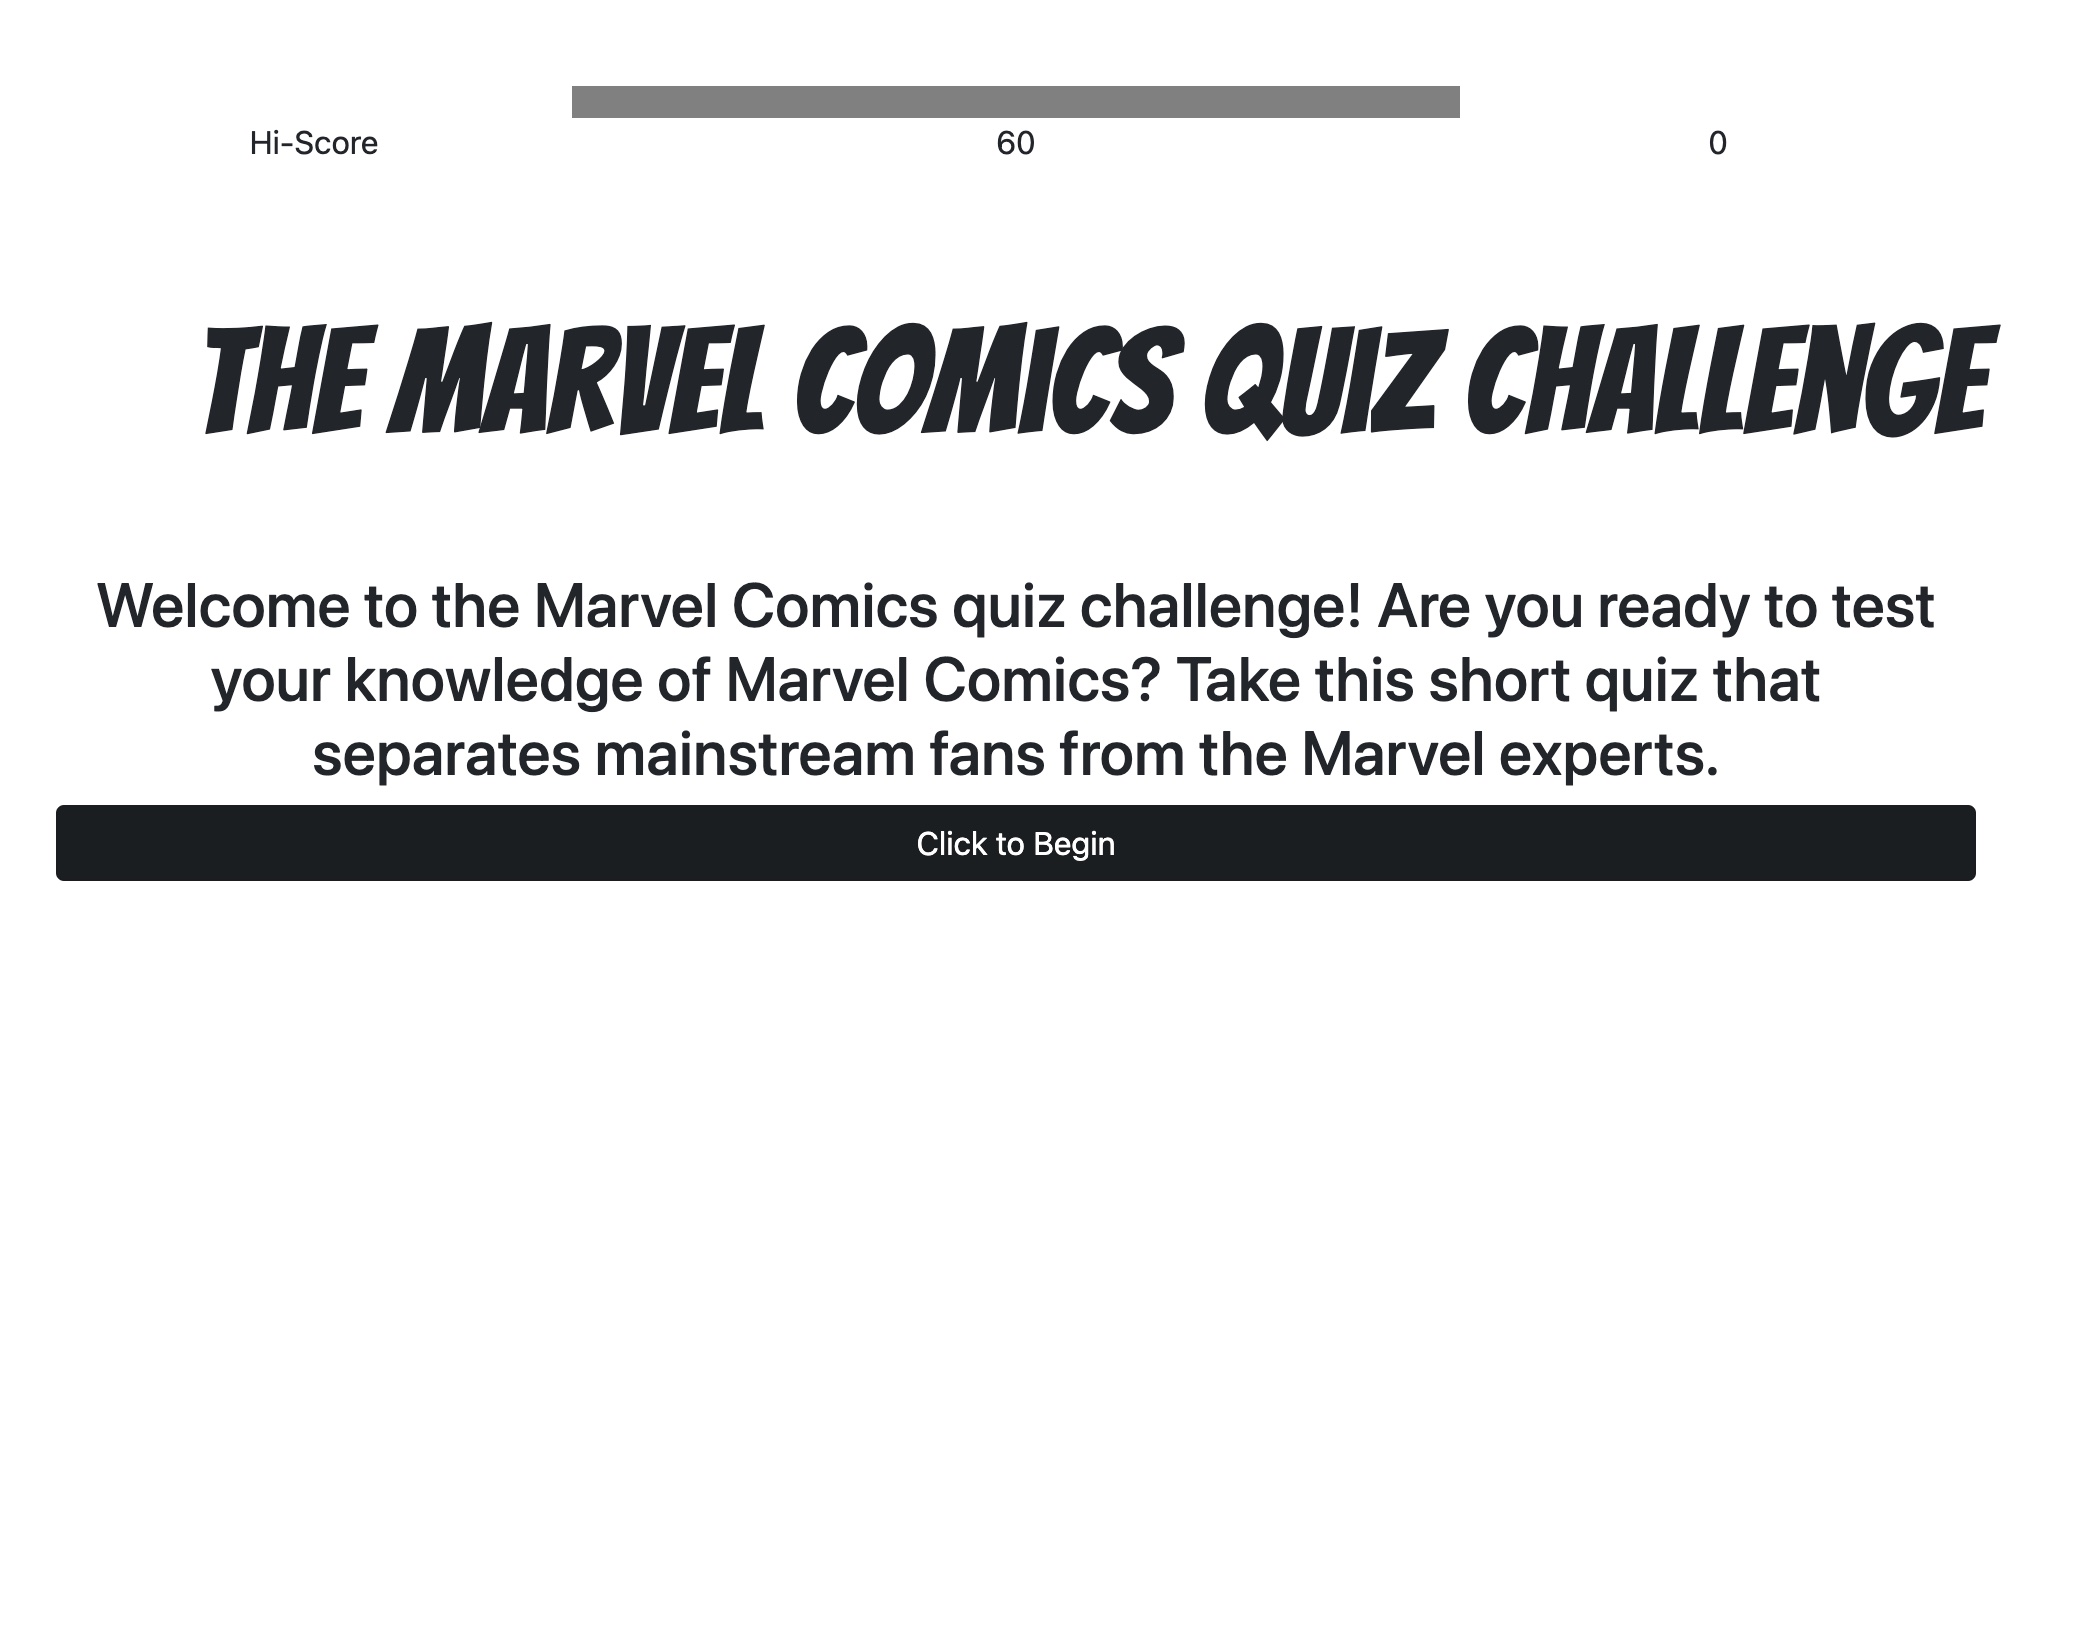 Hi-Score 60 0
THE MARVEL COMICS QUIZ CHALLENGE
Welcome to the Marvel Comics quiz challenge! Are you ready to test
your knowledge of Marvel Comics? Take this short quiz that
separates mainstream fans from the Marvel experts.
Click to Begin